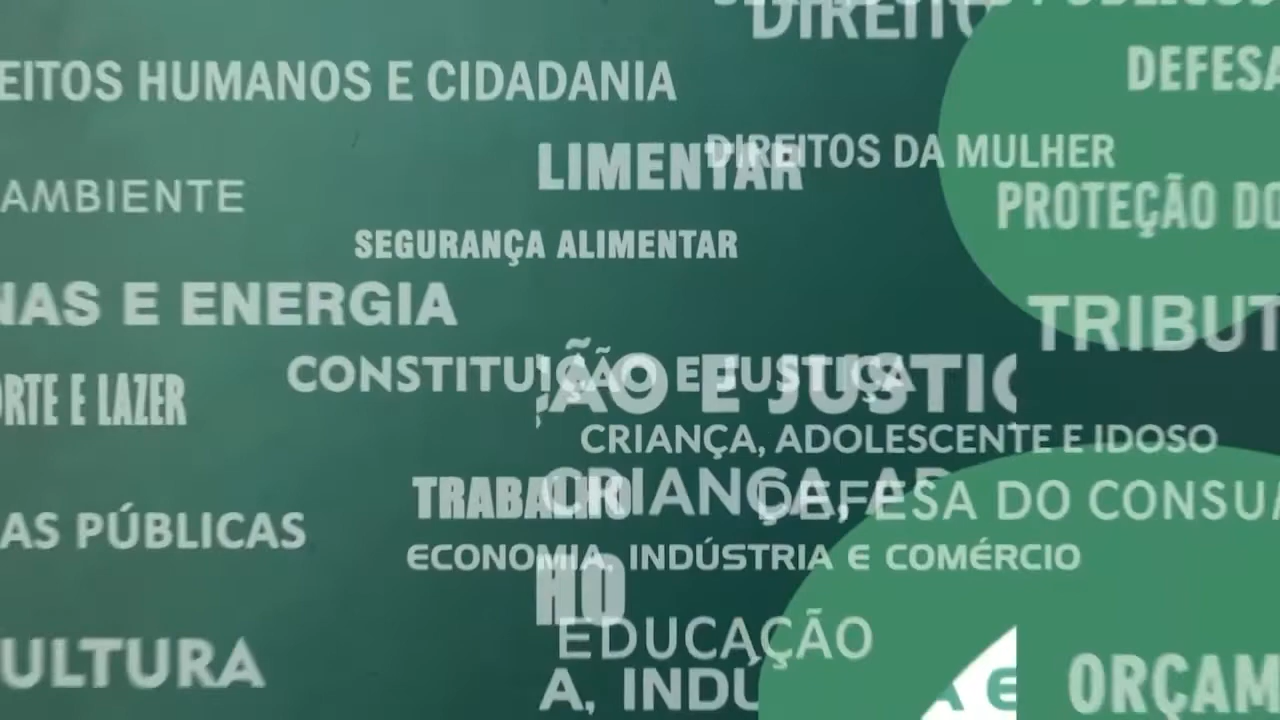 DIREITO
DEFESA
EITOS HUMANOS E CIDADANIA
DIREITOS DA MULHER
LIMENTAR
AMBIENTE
PROTEÇÃO DO
SEGURANÇA ALIMENTAR
NAS E ENERGIA
TRIBUT
CONSTITUIÇÃO E JUSTIÇA
ÃO E JUSTIÇ
ORTE E LAZER
CRIANÇA, ADOLESCENTE E IDOSO
TRABALHO
CRIANÇA, AD
DEFESA DO CONSUM
AS PÚBLICAS
ECONOMIA, INDÚSTRIA E COMÉRCIO
HO
EDUCAÇÃO
ULTURA
A, INDÚ
A E
ORÇAM